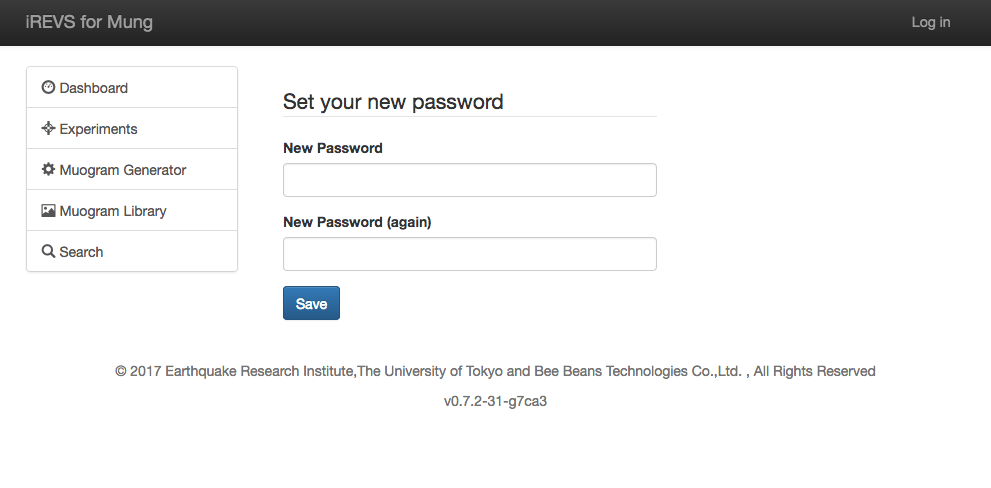 iREVS for Mung
Log in
Dashboard
Experiments
Muogram Generator
Muogram Library
Search
Set your new password
New Password
New Password (again)
Save
© 2017 Earthquake Research Institute,The University of Tokyo and Bee Beans Technologies Co.,Ltd. , All Rights Reserved
v0.7.2-31-g7ca3